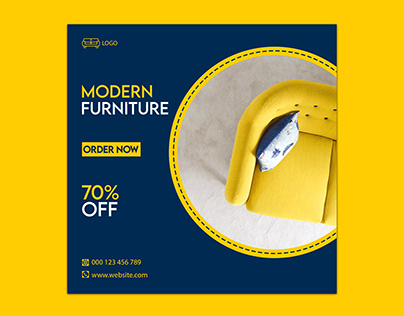 LOGO
MODERN
FURNITURE
ORDER NOW
70%
OFF
000 123 456 789
www.website.com